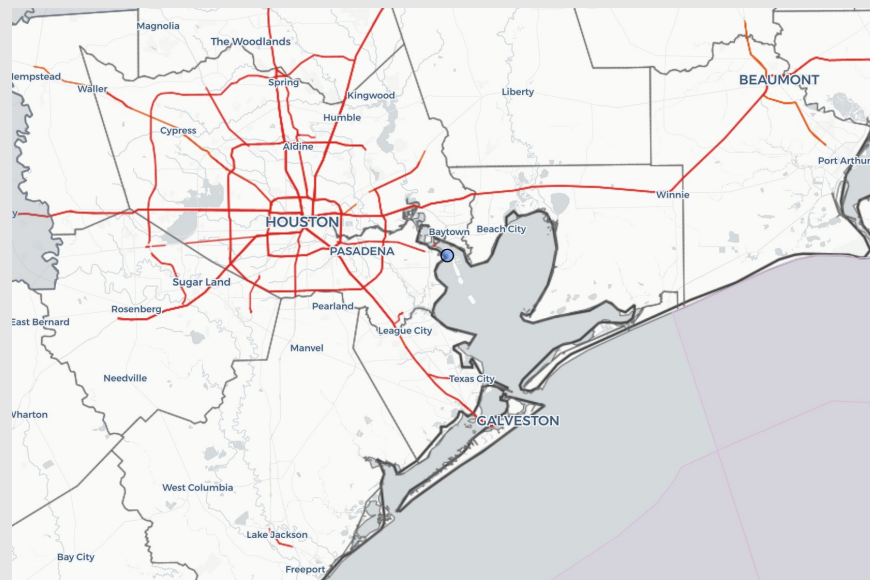 Magnolia
The Woodlands
Waller
Spring
Kingwood
Liberty
BEAUMONT
Humble
Cypress
Aldine
Port Arthur
Winnie
HOUSTON
Baytown
Beach City
PASADENA
Sugar Land
Rosenberg
Pearland
League City
Manvel
Needville
Texas City
GALVESTON
West Columbia
Lake Jackson
Bay City
Freeport
East Bernard